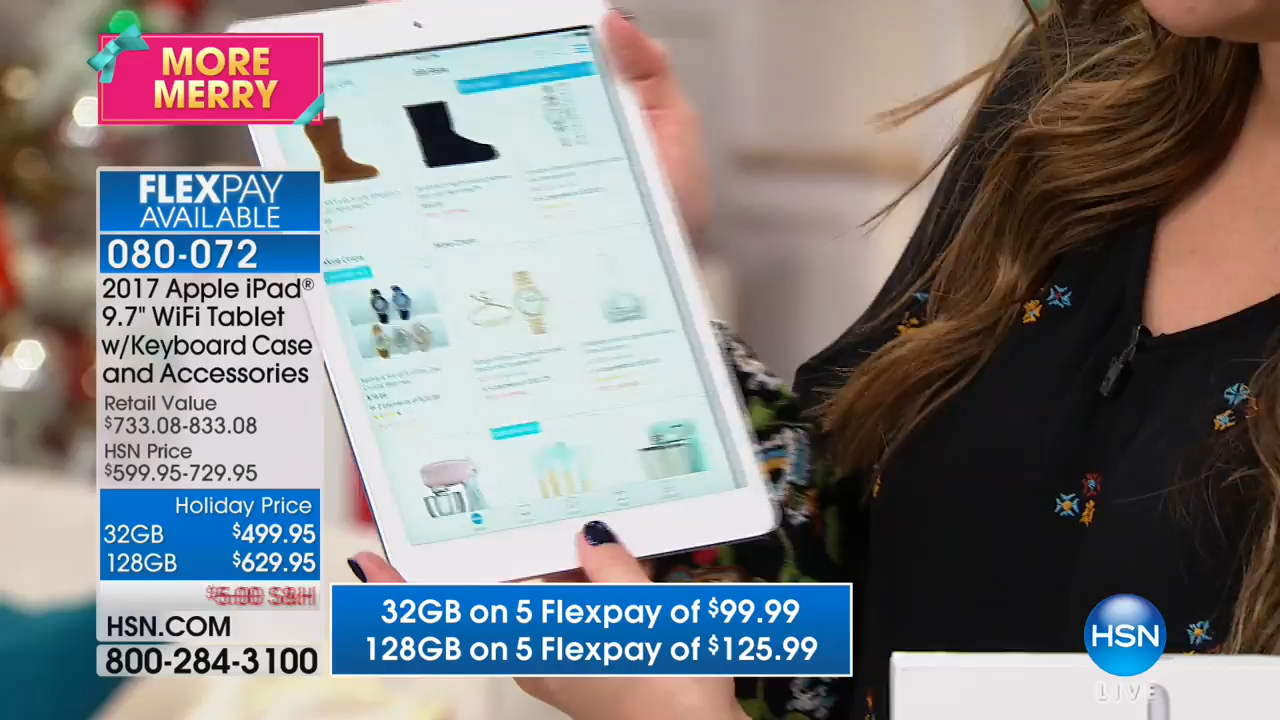 MORE
MERRY
FLEXPAY
AVAILABLE
080-072
2017 Apple iPad®
9.7" WiFi Tablet
w/Keyboard Case
and Accessories
Retail Value
$733.08-833.08
HSN Price
$599.95-729.95
Holiday Price
32GB $499.95
128GB $629.95
$5.00 S&H
HSN.COM
800-284-3100
32GB on 5 Flexpay of $99.99
128GB on 5 Flexpay of $125.99
HSN
LIVE